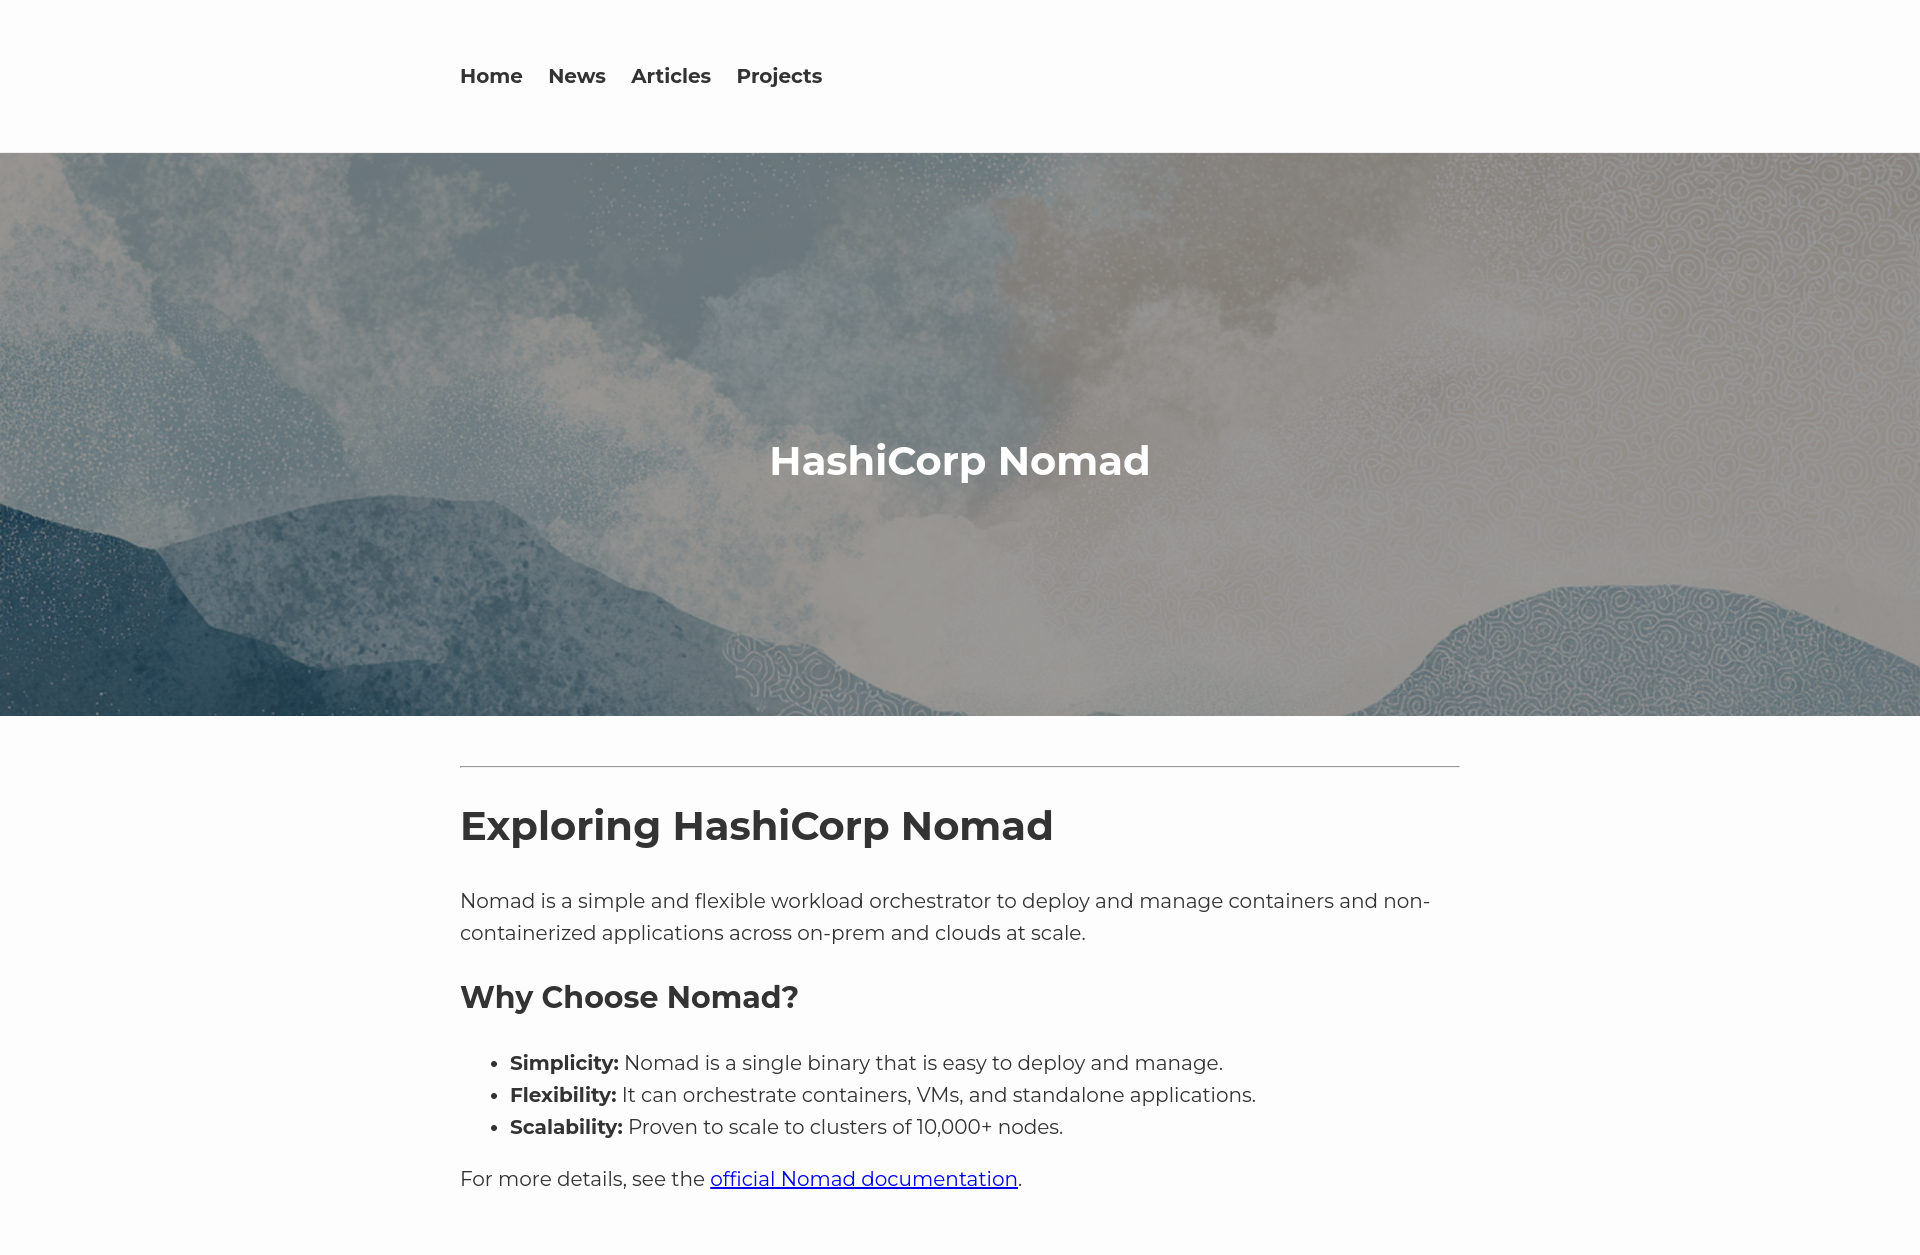 Home News Articles Projects
HashiCorp Nomad
Exploring HashiCorp Nomad
Nomad is a simple and flexible workload orchestrator to deploy and manage containers and non-
containerized applications across on-prem and clouds at scale.
Why Choose Nomad?
• Simplicity: Nomad is a single binary that is easy to deploy and manage.
• Flexibility: It can orchestrate containers, VMs, and standalone applications.
• Scalability: Proven to scale to clusters of 10,000+ nodes.
For more details, see the official Nomad documentation.